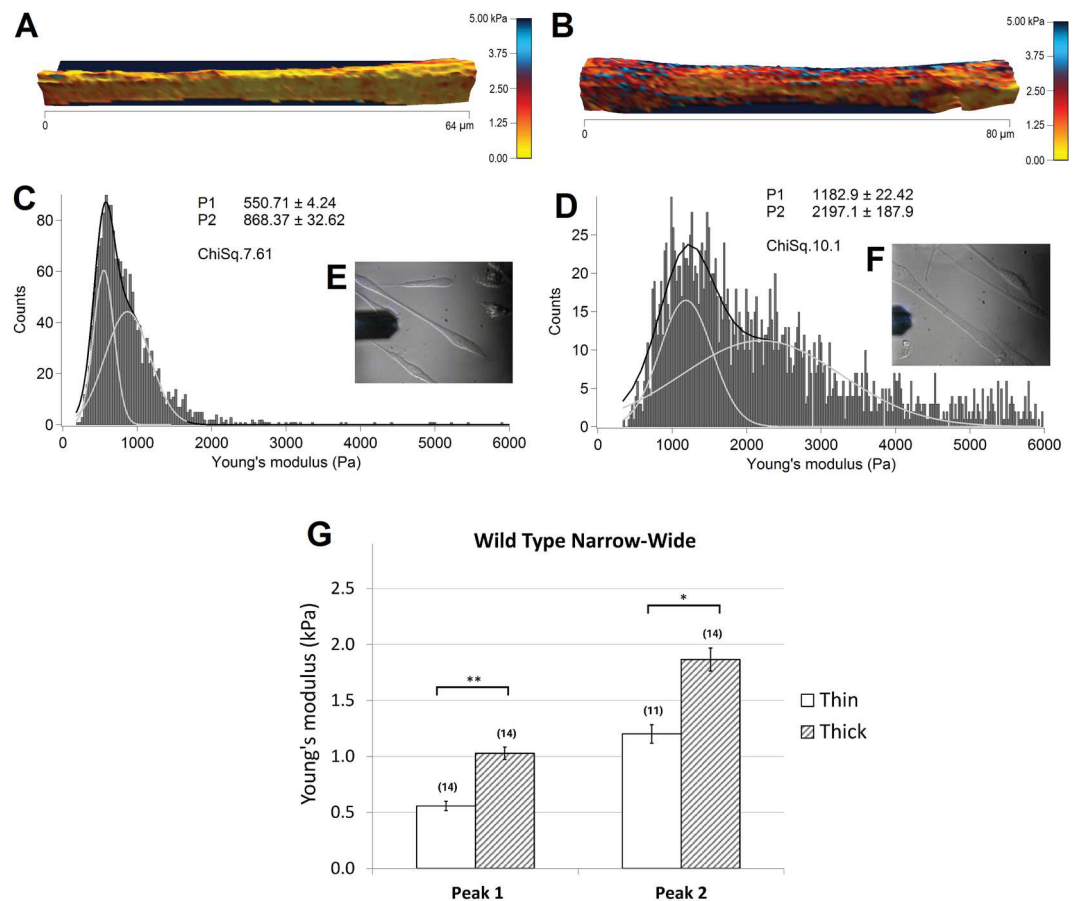 A
5.00 kPa
3.75
2.50
1.25
0.00
0
64 µm
B
5.00 kPa
3.75
2.50
1.25
0.00
0
80 µm
C
P1 550.71 ± 4.24
P2 868.37 ± 32.62
ChiSq.7.61
E
Counts
80
60
40
20
0
0 1000 2000 3000 4000 5000 6000
Young's modulus (Pa)
D
P1 1182.9 ± 22.42
P2 2197.1 ± 187.9
ChiSq.10.1
F
Counts
25
20
15
10
5
0
0 1000 2000 3000 4000 5000 6000
Young's modulus (Pa)
G
Wild Type Narrow-Wide
Young's modulus (kPa)
2.5
2.0
1.5
1.0
0.5
0.0
**
(14)
(14)
*
(11)
(14)
Peak 1
Peak 2
Thin
Thick